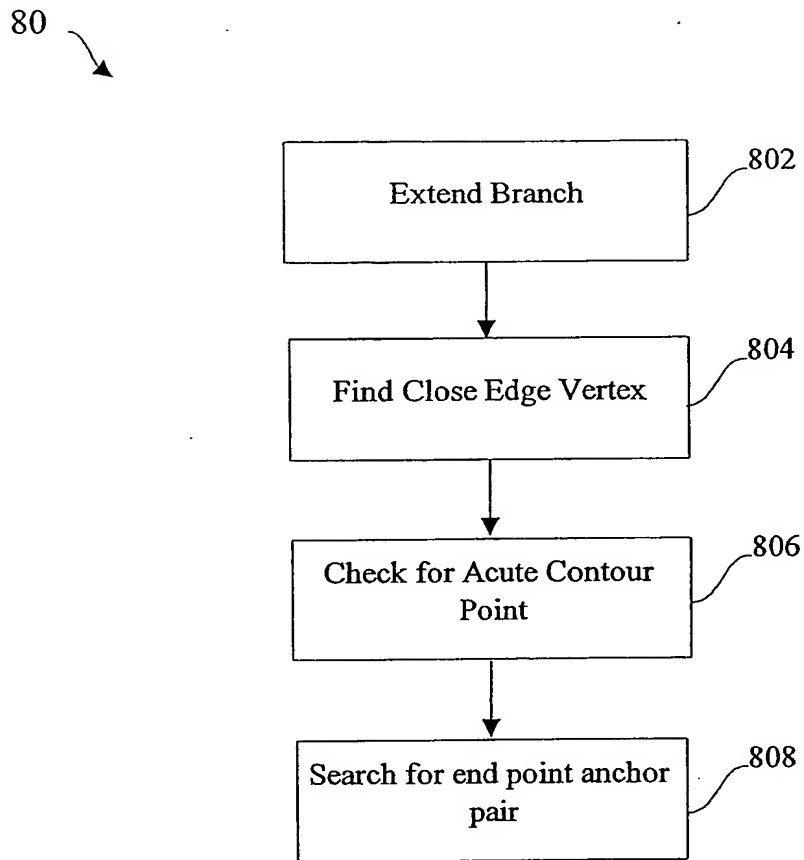 80
802
Extend Branch
804
Find Close Edge Vertex
806
Check for Acute Contour
Point
808
Search for end point anchor
pair